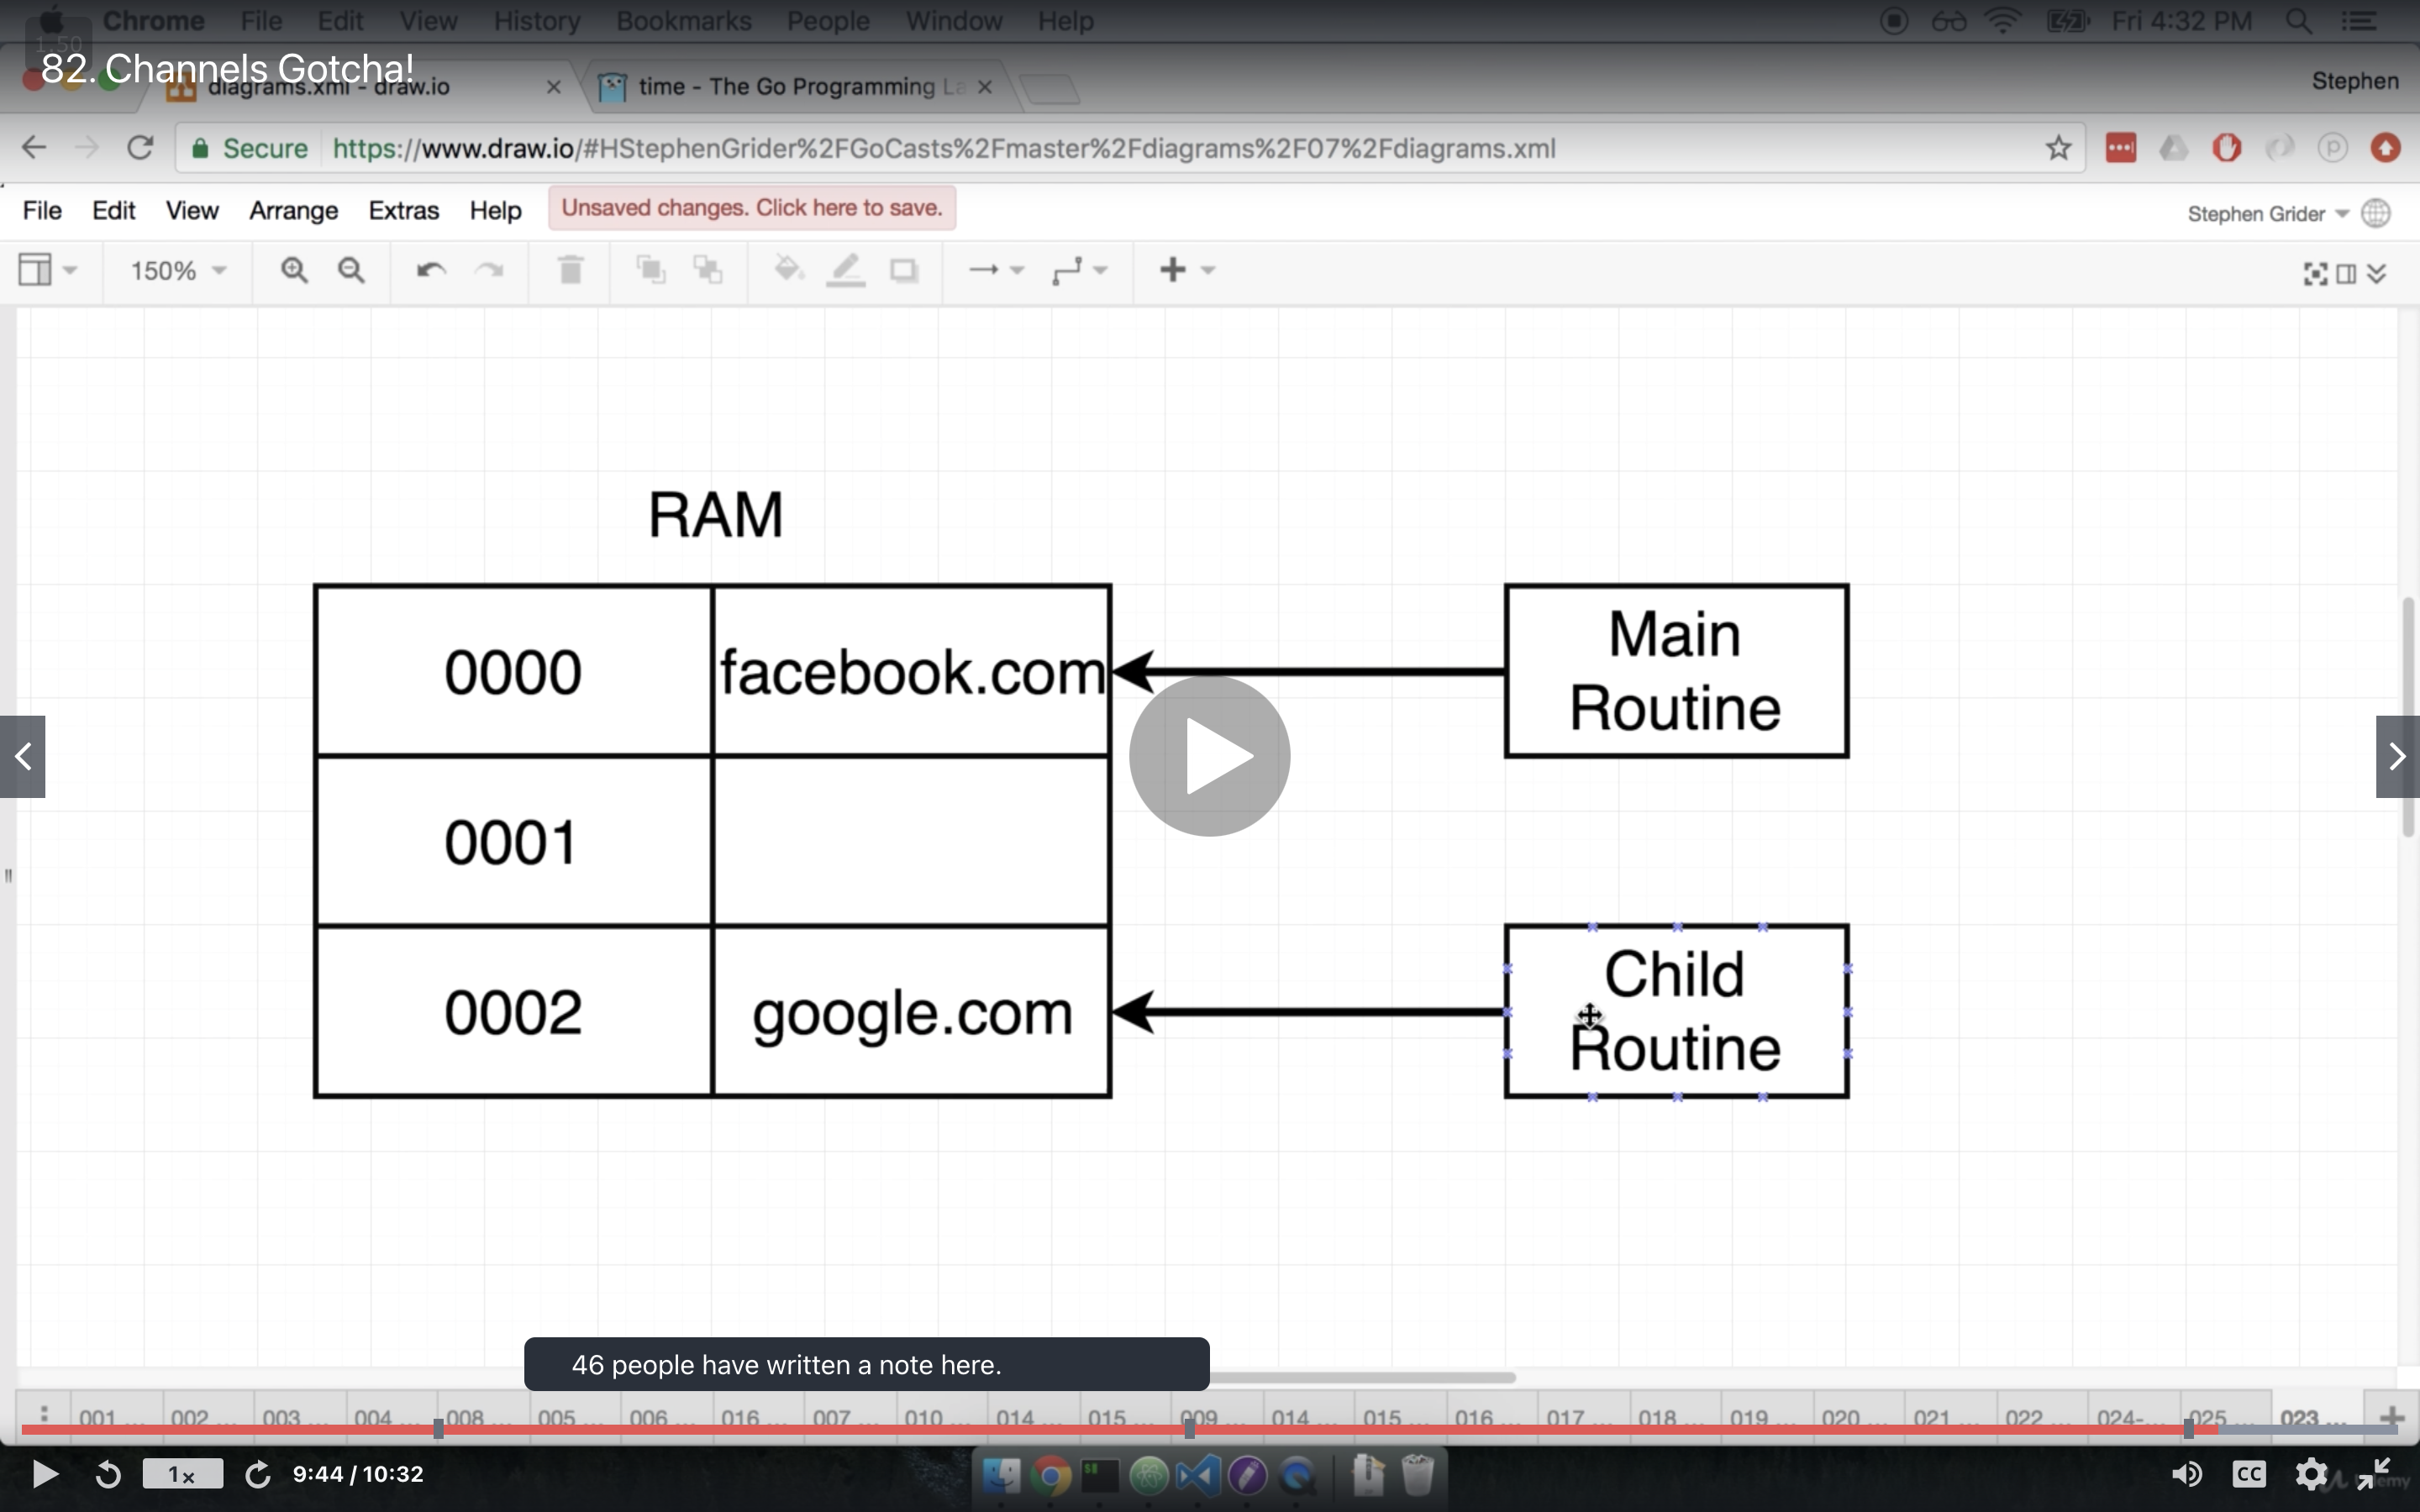 Chrome File Edit View History Bookmarks People Window Help Fri 4:32 PM
1.50
82. Channels Gotcha!
diagrams.xml - draw.io
time - The Go Programming La
Stephen
Secure https://www.draw.io/#HStephenGrider%2FGoCasts%2Fmaster%2Fdiagrams%2F07%2Fdiagrams.xml
File Edit View Arrange Extras Help Unsaved changes. Click here to save. Stephen Grider
150%
RAM
0000 facebook.com
Main
Routine
0001
0002 google.com
Child
Routine
46 people have written a note here.
001 ... 002 ... 003 ... 004 ... 008 ... 005 ... 006 ... 016 ... 007 ... 010 ... 014 ... 015 ... 009 ... 014 ... 015 ... 016 ... 017 ... 018 ... 019 ... 020 ... 021 ... 022 ... 024-... 025 ... 023 ...
1x 9:44 / 10:32 CC